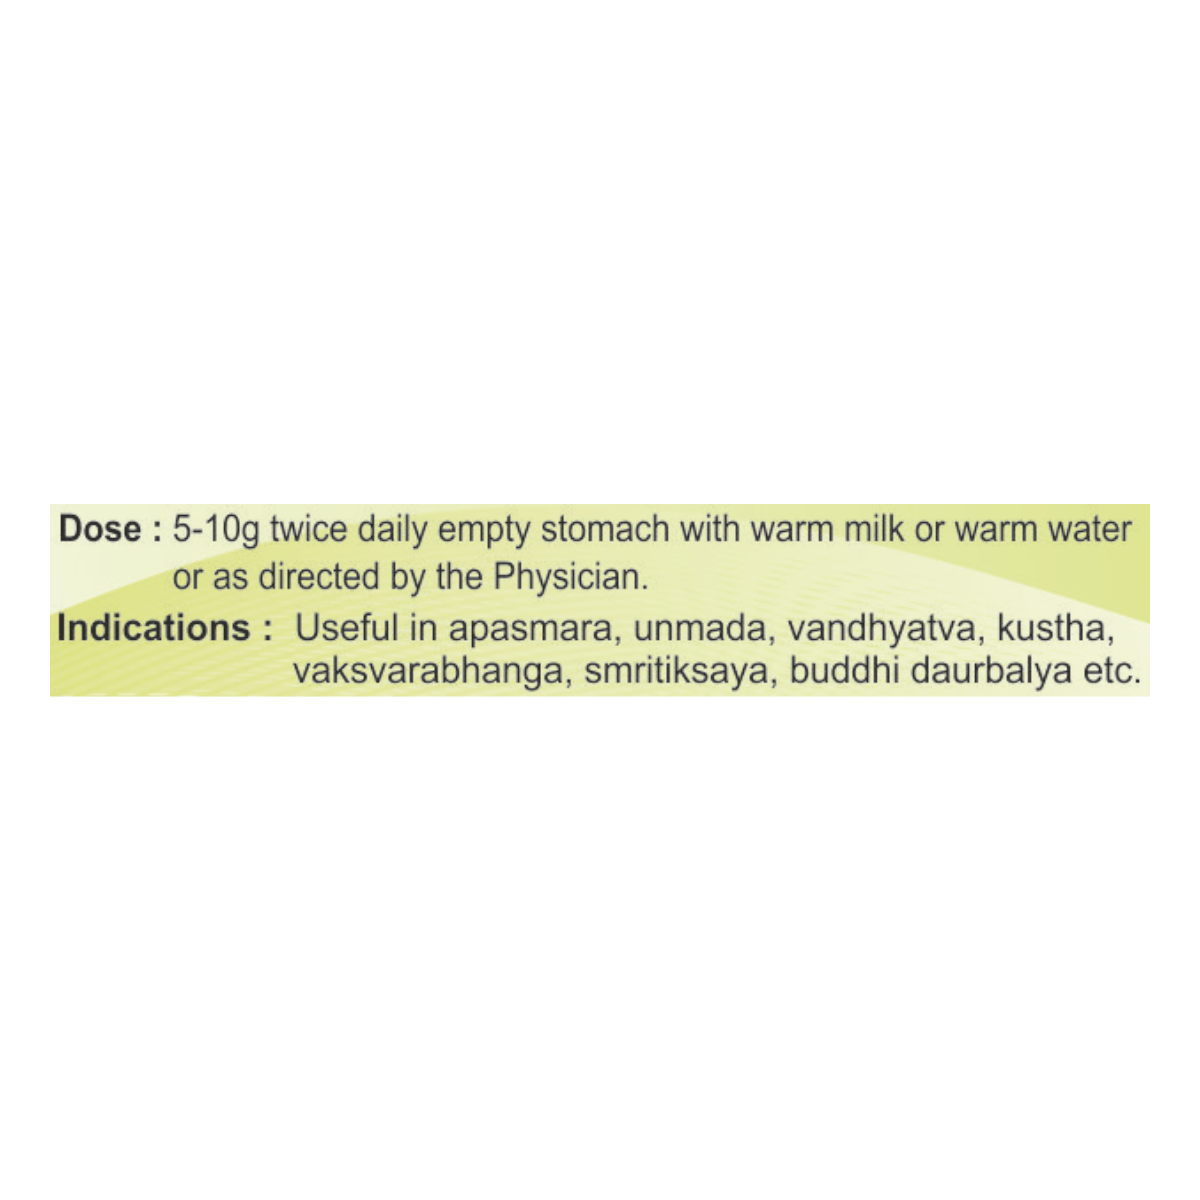 Dose : 5-10g twice daily empty stomach with warm milk or warm water
or as directed by the Physician.
Indications : Useful in apasmara, unmada, vandhyatva, kustha,
vaksvarabhanga, smritiksaya, buddhi daurbalya etc.